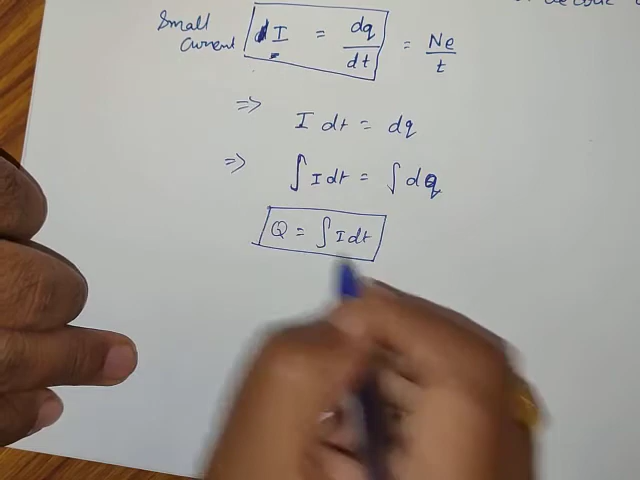 Small
Current dI = dq/dt = Ne/t
=> I dt = dq
=> ∫ I dt = ∫ dq
Q = ∫ I dt